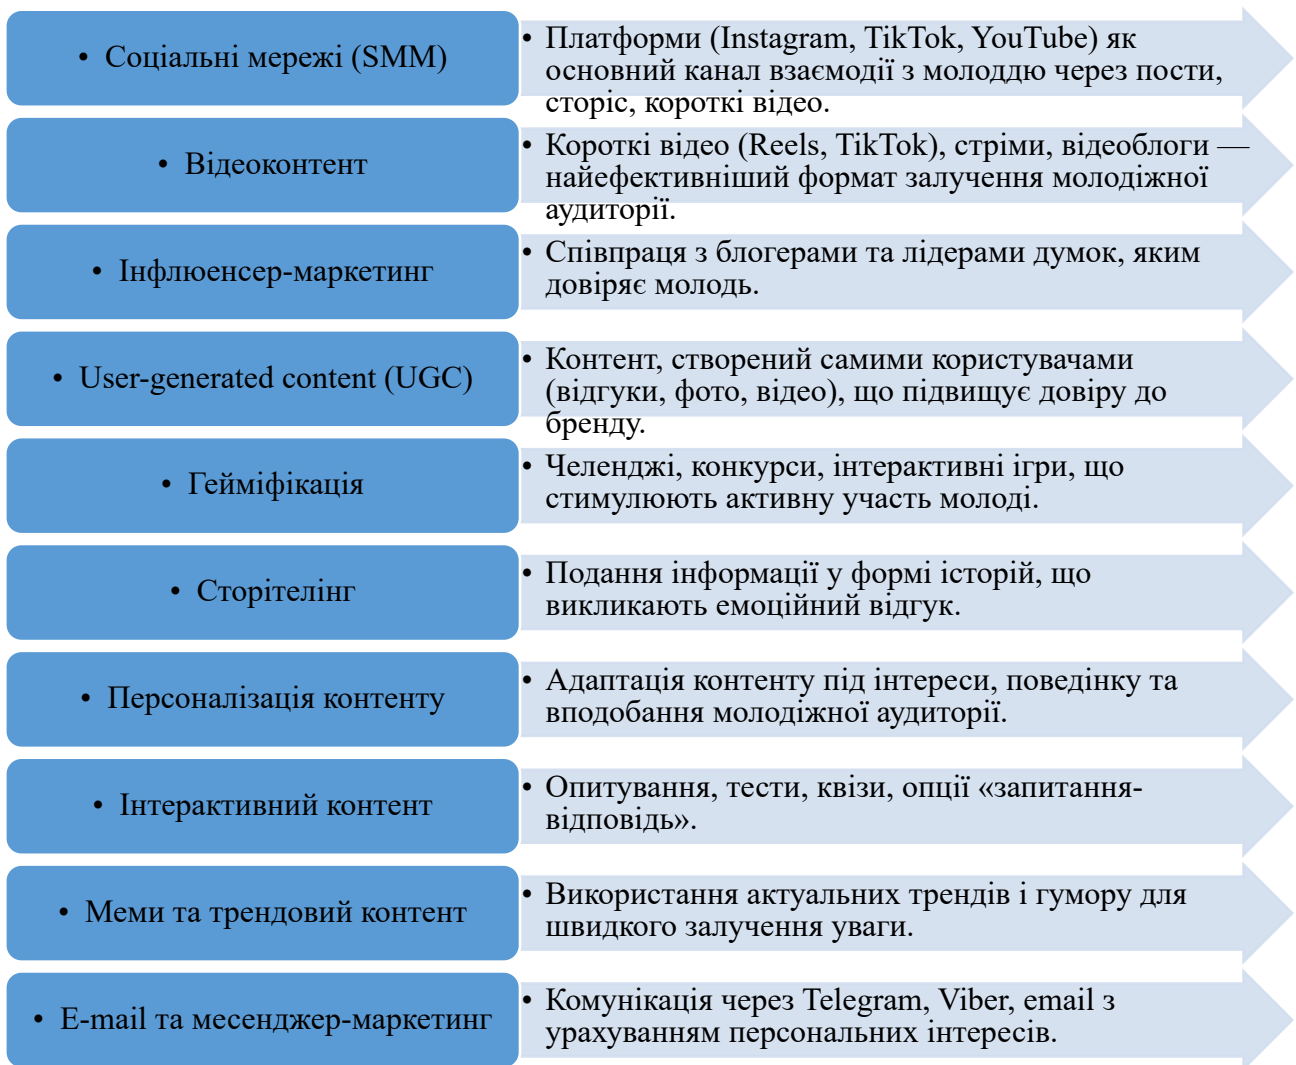 • Соціальні мережі (SMM)
• Платформи (Instagram, TikTok, YouTube) як
основний канал взаємодії з молоддю через пости,
сторіс, короткі відео.
• Відеоконтент
• Короткі відео (Reels, TikTok), стріми, відеоблоги —
найефективніший формат залучення молодіжної
аудиторії.
• Інфлюенсер-маркетинг
• Співпраця з блогерами та лідерами думок, яким
довіряє молодь.
• User-generated content (UGC)
• Контент, створений самими користувачами
(відгуки, фото, відео), що підвищує довіру до
бренду.
• Гейміфікація
• Челенджі, конкурси, інтерактивні ігри, що
стимулюють активну участь молоді.
• Сторітелінг
• Подання інформації у формі історій, що
викликають емоційний відгук.
• Персоналізація контенту
• Адаптація контенту під інтереси, поведінку та
вподобання молодіжної аудиторії.
• Інтерактивний контент
• Опитування, тести, квізи, опції «запитання-
відповідь».
• Меми та трендовий контент
• Використання актуальних трендів і гумору для
швидкого залучення уваги.
• E-mail та месенджер-маркетинг
• Комунікація через Telegram, Viber, email з
урахуванням персональних інтересів.